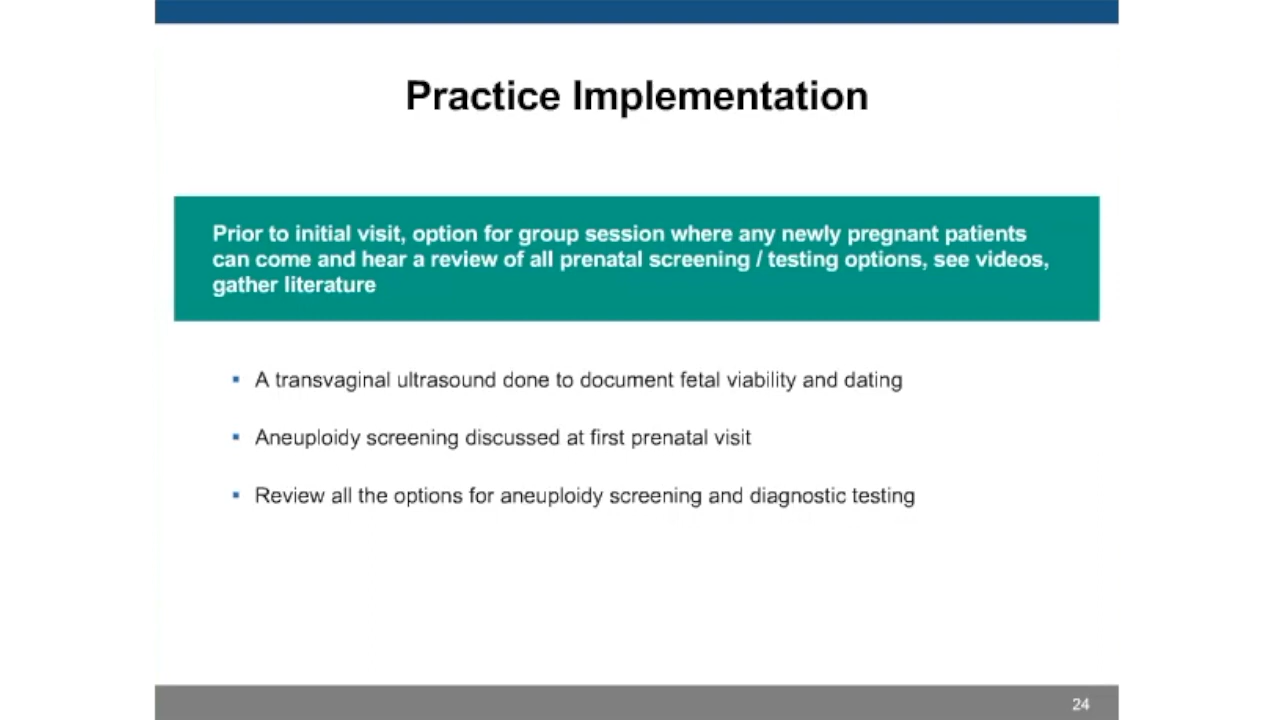 Practice Implementation
Prior to initial visit, option for group session where any newly pregnant patients
can come and hear a review of all prenatal screening / testing options, see videos,
gather literature
▪ A transvaginal ultrasound done to document fetal viability and dating
▪ Aneuploidy screening discussed at first prenatal visit
▪ Review all the options for aneuploidy screening and diagnostic testing
24